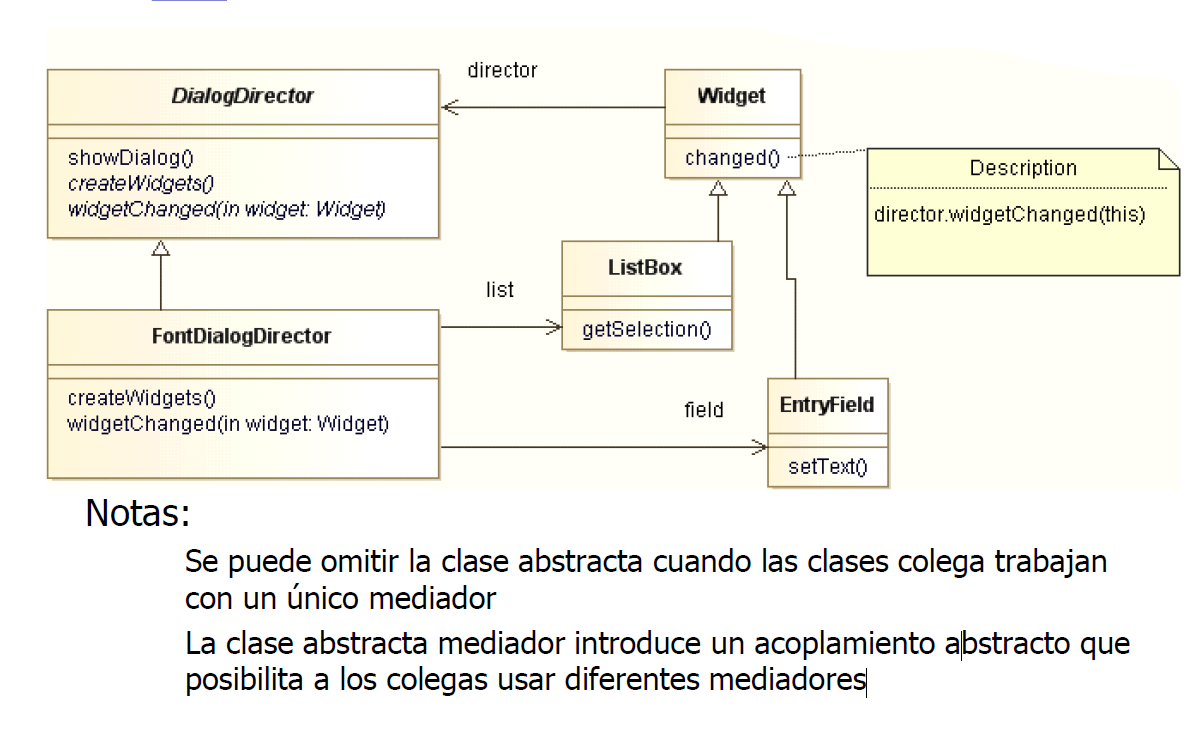 director
DialogDirector
Widget
showDialog()
createWidgets()
widgetChanged(in widget: Widget)
changed()
Description
director.widgetChanged(this)
ListBox
list
getSelection()
FontDialogDirector
createWidgets()
widgetChanged(in widget: Widget)
field
EntryField
setText()
Notas:
Se puede omitir la clase abstracta cuando las clases colega trabajan
con un único mediador
La clase abstracta mediador introduce un acoplamiento abstracto que
posibilita a los colegas usar diferentes mediadores